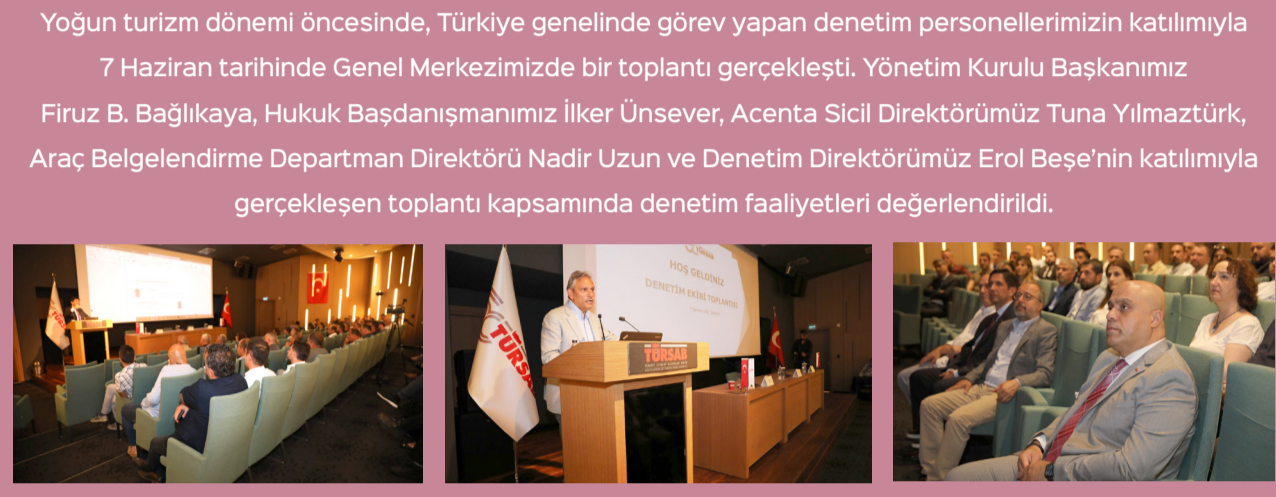 Yoğun turizm dönemi öncesinde, Türkiye genelinde görev yapan denetim personellerimizin katılımıyla
7 Haziran tarihinde Genel Merkezimizde bir toplantı gerçekleşti. Yönetim Kurulu Başkanımız
Firuz B. Bağlıkaya, Hukuk Başdanışmanımız İlker Ünsever, Acenta Sicil Direktörümüz Tuna Yılmaztürk,
Araç Belgelendirme Departman Direktörü Nadir Uzun ve Denetim Direktörümüz Erol Beşe’nin katılımıyla
gerçekleşen toplantı kapsamında denetim faaliyetleri değerlendirildi.
TÜRSAB
HOŞ GELDİNİZ
DENETİM EKİBİ TOPLANTISI
TÜRSAB
TÜRSAB